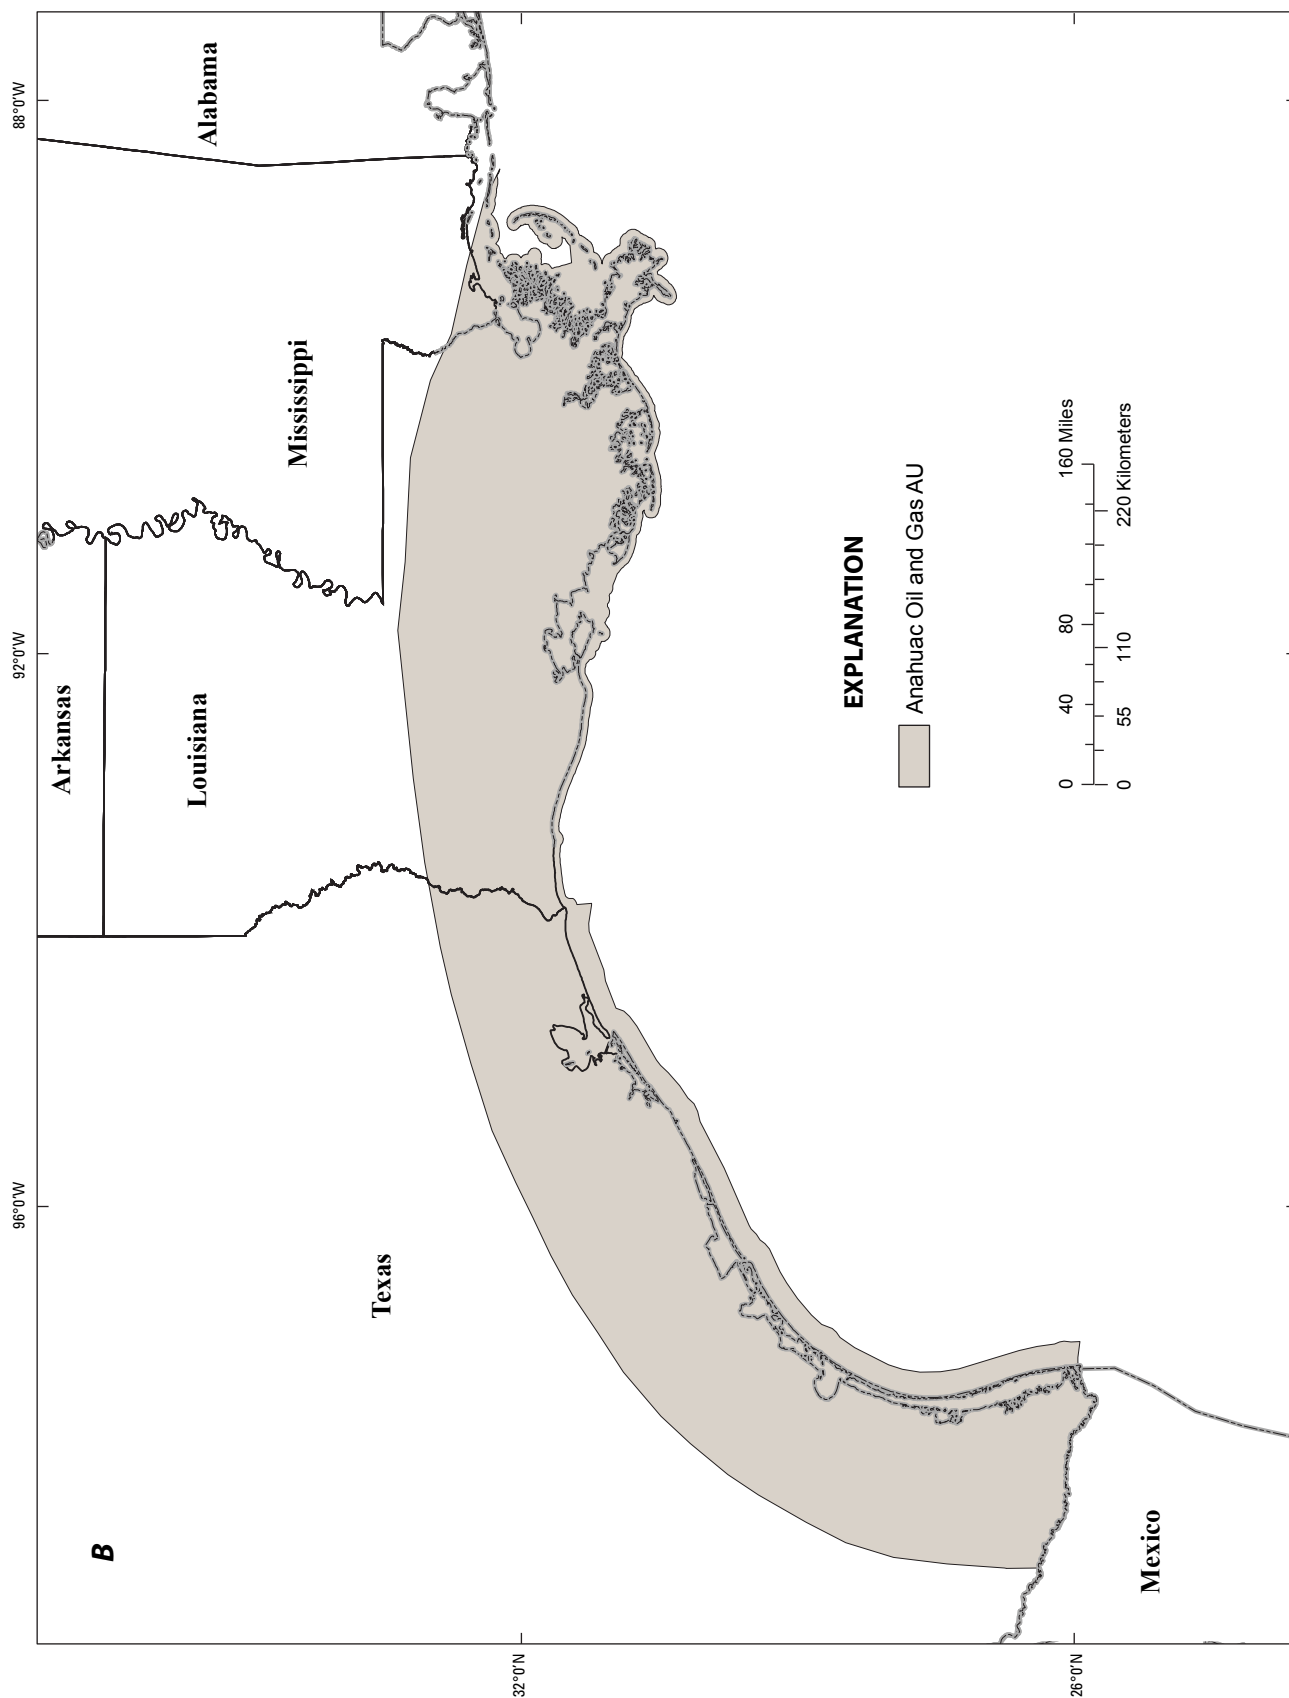 B
96°0'W
92°0'W
88°0'W
Arkansas
Alabama
Louisiana
Mississippi
Texas
32°0'N
26°0'N
Mexico
EXPLANATION
Anahuac Oil and Gas AU
0 40 80 160 Miles
0 55 110 220 Kilometers